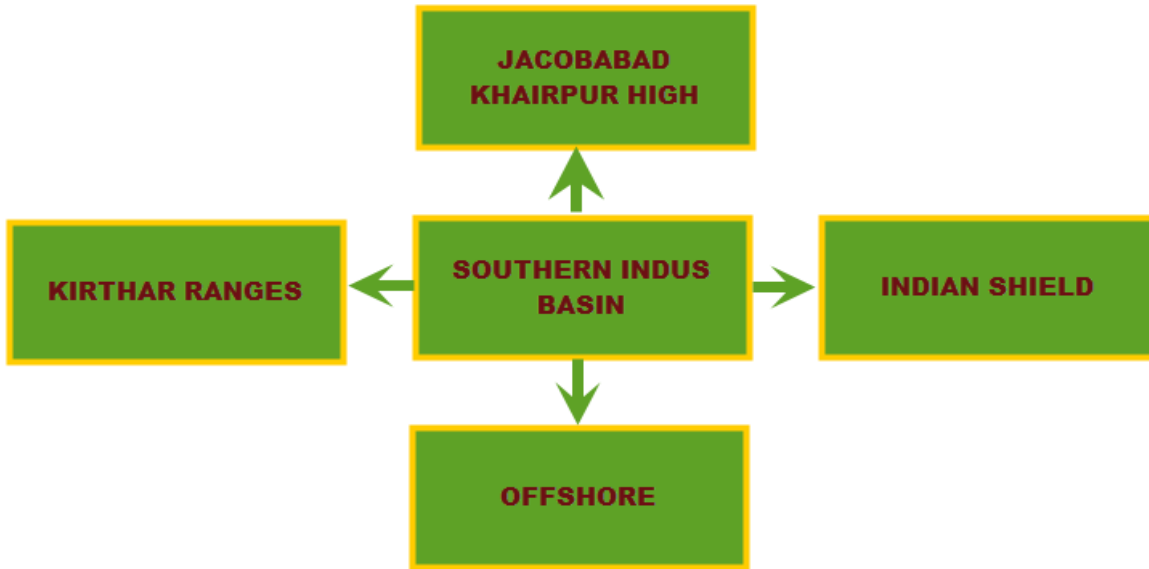 JACOBABAD
KHAIRPUR HIGH
KIRTHAR RANGES
SOUTHERN INDUS
BASIN
INDIAN SHIELD
OFFSHORE